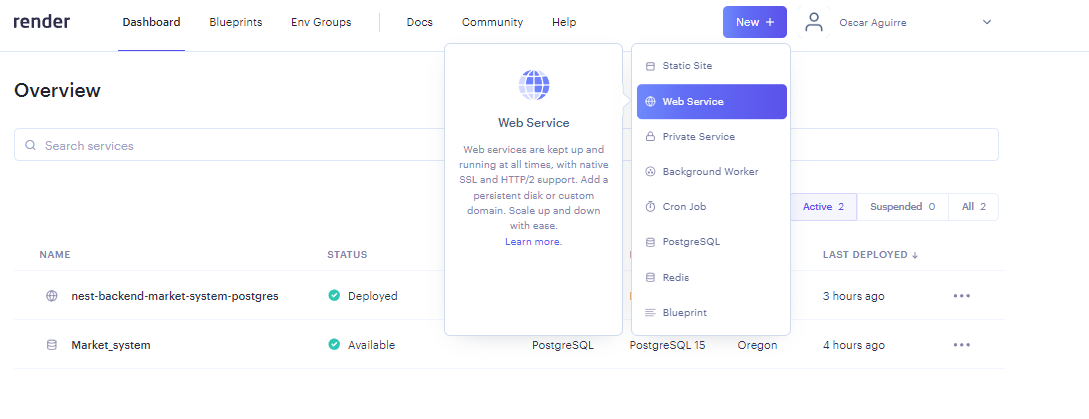 render
Dashboard
Blueprints
Env Groups
Docs
Community
Help
New +
Oscar Aguirre
Overview
Search services
Web Service
Web services are kept up and
running at all times, with native
SSL and HTTP/2 support. Add a
persistent disk or custom
domain. Scale up and down
with ease.
Learn more.
Static Site
Web Service
Private Service
Background Worker
Cron Job
PostgreSQL
Redis
Blueprint
Active 2
Suspended 0
All 2
NAME
STATUS
LAST DEPLOYED ↓
nest-backend-market-system-postgres
Deployed
3 hours ago
Market_system
Available
PostgreSQL
PostgreSQL 15
Oregon
4 hours ago